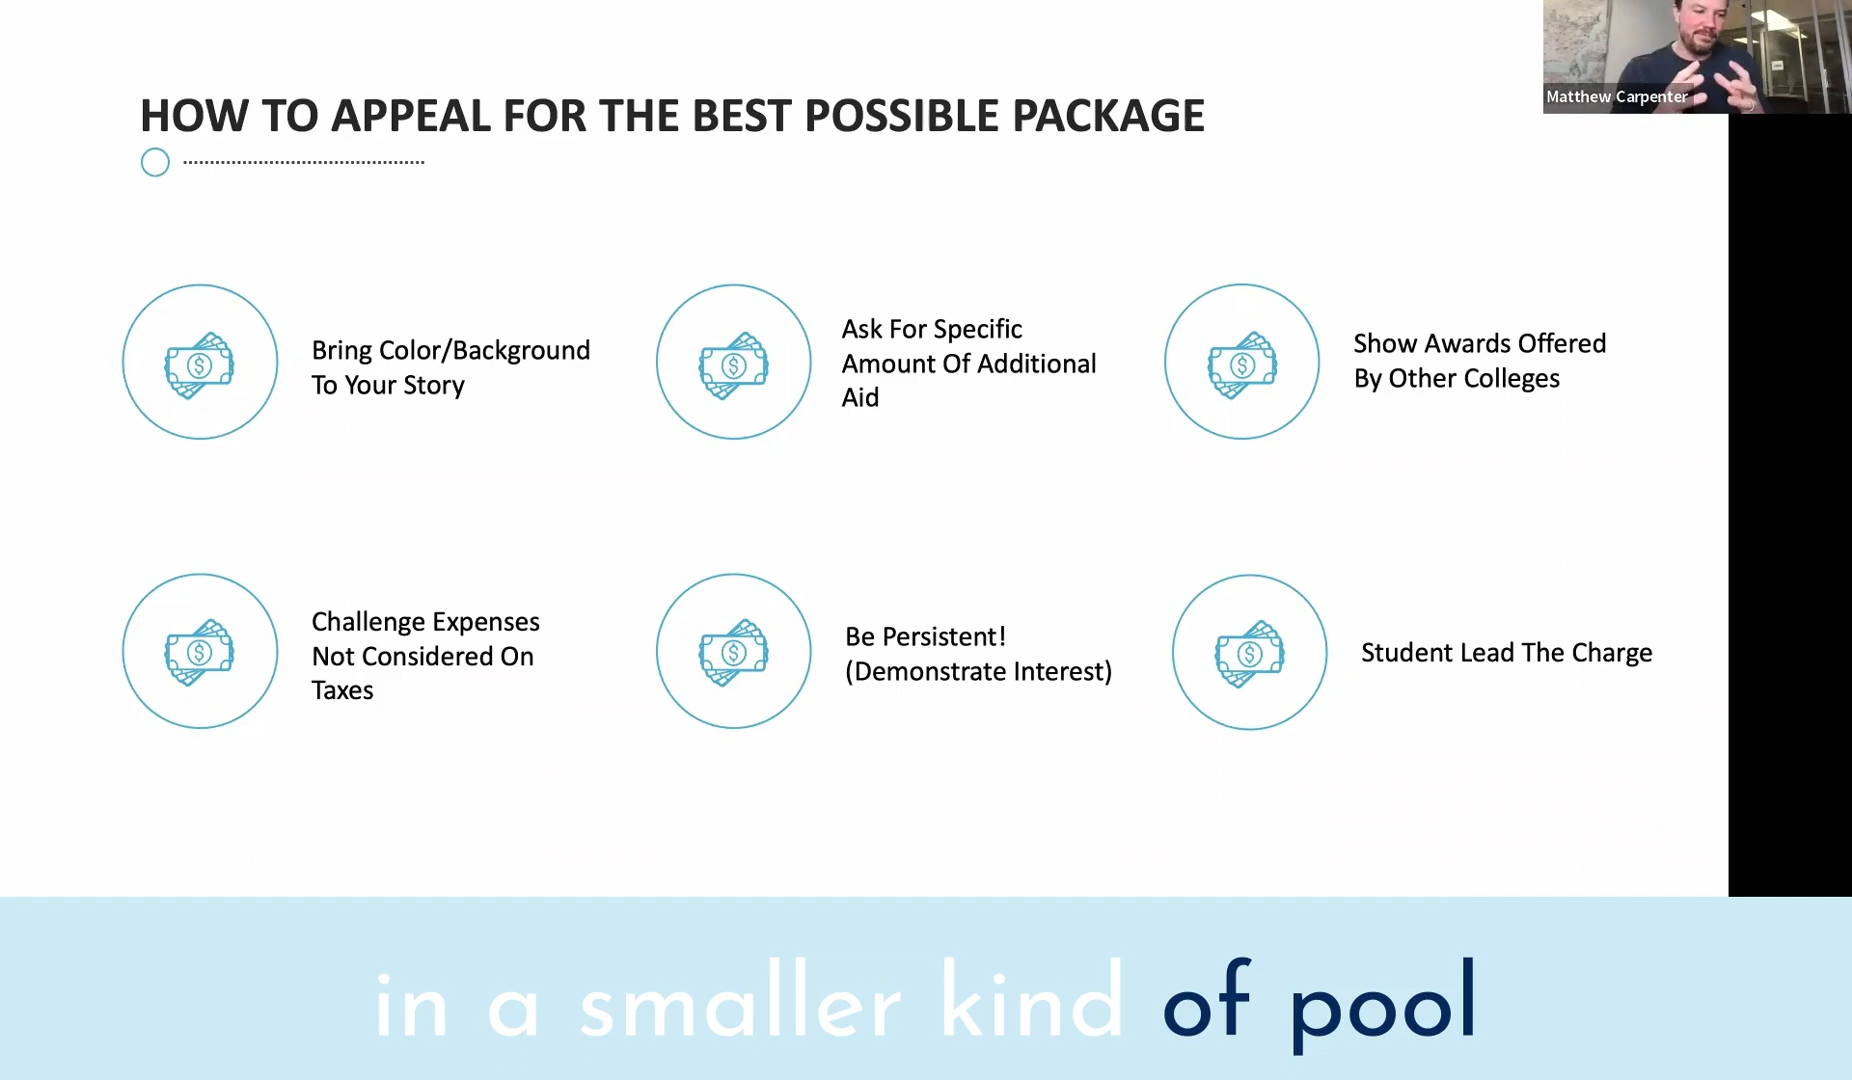 HOW TO APPEAL FOR THE BEST POSSIBLE PACKAGE
Matthew Carpenter
Bring Color/Background
To Your Story
Ask For Specific
Amount Of Additional
Aid
Show Awards Offered
By Other Colleges
Challenge Expenses
Not Considered On
Taxes
Be Persistent!
(Demonstrate Interest)
Student Lead The Charge
in a smaller kind of pool